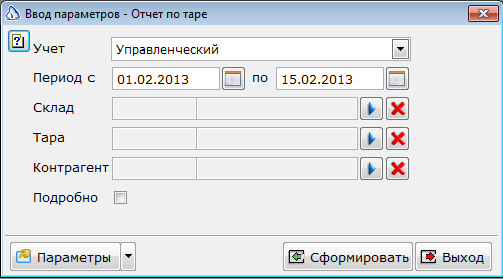 Ввод параметров - Отчет по таре
Учет Управленческий
Период с 01.02.2013 по 15.02.2013
Склад
Тара
Контрагент
Подробно
Параметры Сформировать Выход